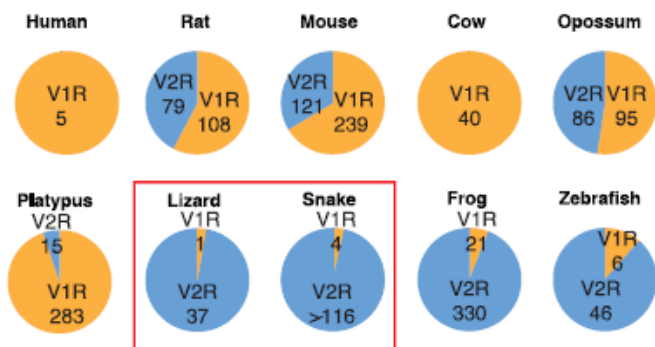 Human
Rat
Mouse
Cow
Opossum
V1R
5
V2R
79
V1R
108
V2R
121
V1R
239
V1R
40
V2R
86
V1R
95
Platypus
Lizard
Snake
Frog
Zebrafish
V2R
15
V1R
283
V1R
1
V2R
37
V1R
4
V2R
>116
V1R
21
V2R
330
V1R
6
V2R
46